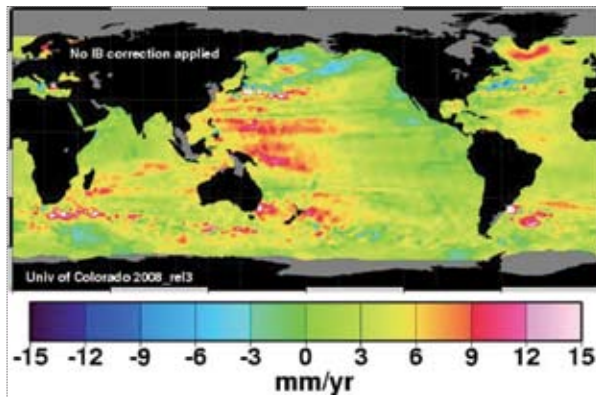 No IB correction applied
Univ of Colorado 2008_rel3
-15 -12 -9 -6 -3 0 3 6 9 12 15
mm/yr